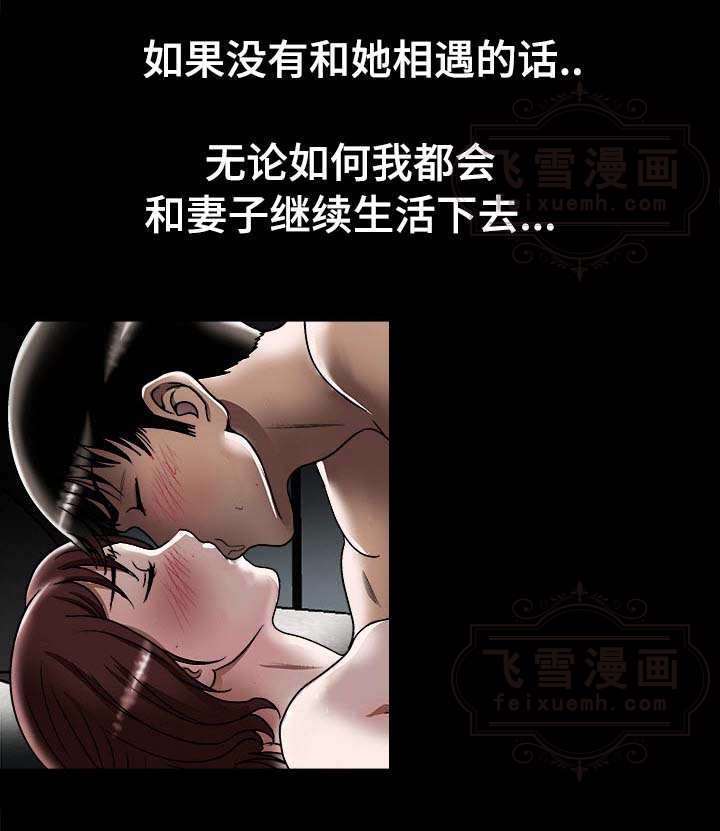 如果没有和她相遇的话..
无论如何我都会
和妻子继续生活下去...
飞雪漫画
feixuemh.com
飞雪漫画
feixuemh.com